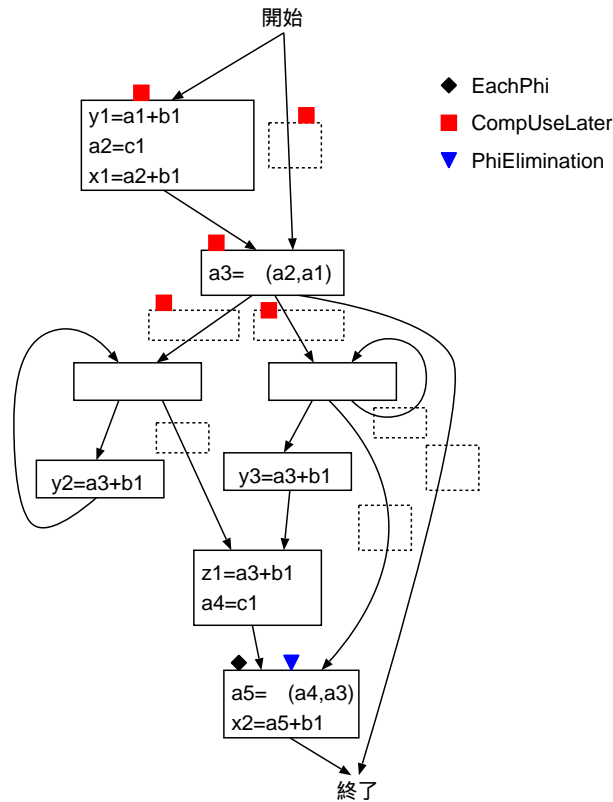 開始
EachPhi
CompUseLater
PhiElimination
y1=a1+b1
a2=c1
x1=a2+b1
a3= (a2,a1)
y2=a3+b1
y3=a3+b1
z1=a3+b1
a4=c1
a5= (a4,a3)
x2=a5+b1
終了